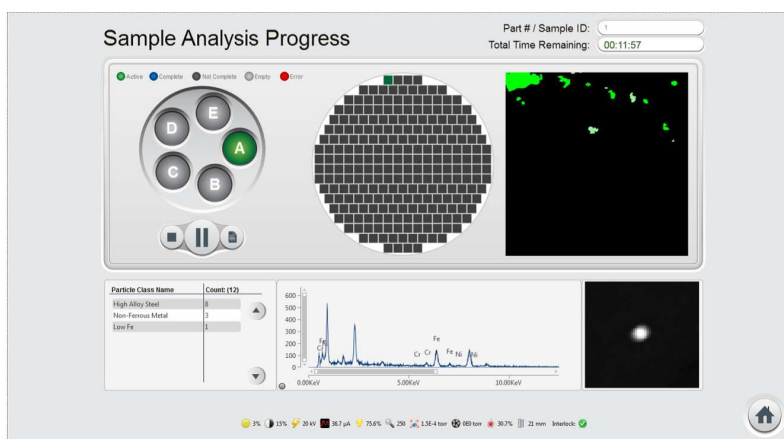 Sample Analysis Progress
Part # / Sample ID: 1
Total Time Remaining: 00:11:57
Active Complete Not Complete Empty Error
E
D
A
C
B
Particle Class Name Count: (12)
High Alloy Steel 8
Non-Ferrous Metal 3
Low Fe 1
600
500
400
300
200
100
0
Fe
Cr
Cr Cr Fe Fe Ni Ni
0.00KeV 5.00KeV 10.00KeV
3% 15% 20 kV 38.7 µA 75.6% 250 1.5E-4 torr 0E0 torr 30.7% 21 mm Interlock: